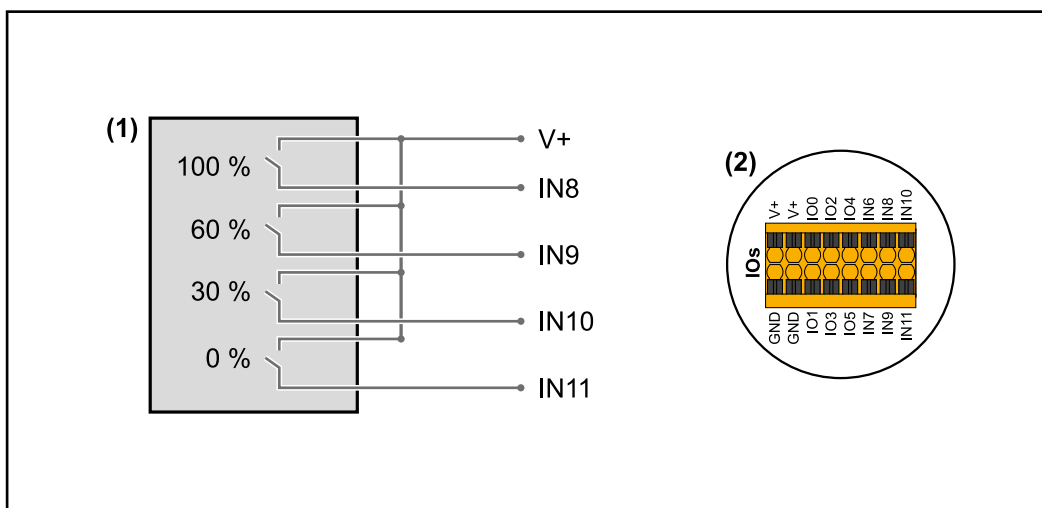 (1)
100 %
60 %
30 %
0 %
V+
IN8
IN9
IN10
IN11
(2)
V+ V+ IO0 IO2 IO4 IN6 IN8 IN10
IOs
GND GND IO1 IO3 IO5 IN7 IN9 IN11